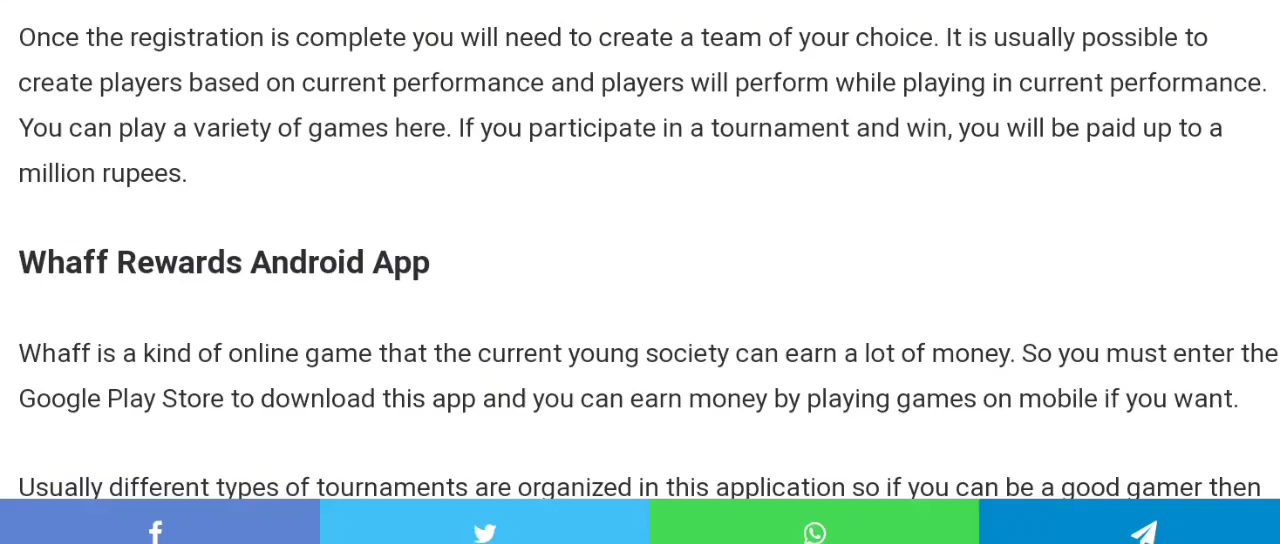 Once the registration is complete you will need to create a team of your choice. It is usually possible to
create players based on current performance and players will perform while playing in current performance.
You can play a variety of games here. If you participate in a tournament and win, you will be paid up to a
million rupees.
Whaff Rewards Android App
Whaff is a kind of online game that the current young society can earn a lot of money. So you must enter the
Google Play Store to download this app and you can earn money by playing games on mobile if you want.
Usually different types of tournaments are organized in this application so if you can be a good gamer then